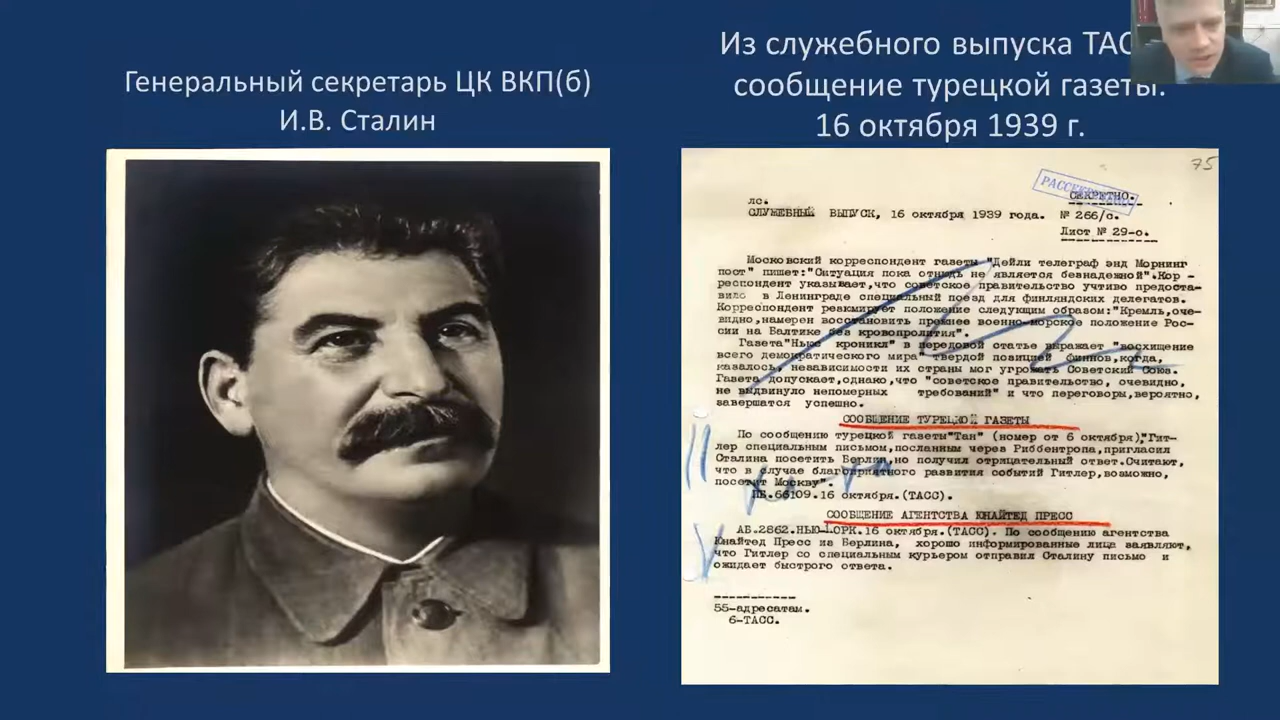 Генеральный секретарь ЦК ВКП(б)
И.В. Сталин
Из служебного выпуска
сообщение турецкой газеты.
16 октября 1939 г.
75
СЕКРЕТНО.
лс.
СЛУЖЕБНЫЙ ВЫПУСК, 16 октября 1939 года. № 266/с.
Лист № 29-о.
Московский корреспондент газеты "Дейли телеграф энд Морнинг
пост" пишет:"Ситуация пока отнюдь не является безнадежной".Кор -
респондент указывает,что советское правительство учтиво предоста-
вило в Ленинграде специальный поезд для финляндских делегатов.
Корреспондент резюмирует положение следующим образом:"Кремль,оче-
видно,намерен восстановить прежнее военно-морское положение Рос-
сии на Балтике без кровопролития".
Газета"Ньюс кроникл" в передовой статье выражает "восхищение
всего демократического мира" твердой позицией финнов,когда,
казалось, независимости их страны мог угрожать Советский Союз.
Газета допускает,однако,что "советское правительство, очевидно,
не выдвинуло непомерных требований" и что переговоры,вероятно,
завершатся успешно.
СООБЩЕНИЕ ТУРЕЦКОЙ ГАЗЕТЫ
По сообщению турецкой газеты"Тан" (номер от 6 октября),"Гит-
лер специальным письмом,посланным через Риббентропа,пригласил
Сталина посетить Берлин,но получил отрицательный ответ.Считают,
что в случае благоприятного развития событий Гитлер,возможно,
посетит Москву".
16 октября.(ТАСС).
СООБЩЕНИЕ АГЕНТСТВА ЮНАЙТЕД ПРЕСС
АБ.2862.НЬЮ-ЙОРК.16 октября.(ТАСС). По сообщению агентства
Юнайтед Пресс из Берлина, хорошо информированные лица заявляют,
что Гитлер со специальным курьером отправил Сталину письмо и
ожидает быстрого ответа.
55-адресатам.
6-ТАСС.